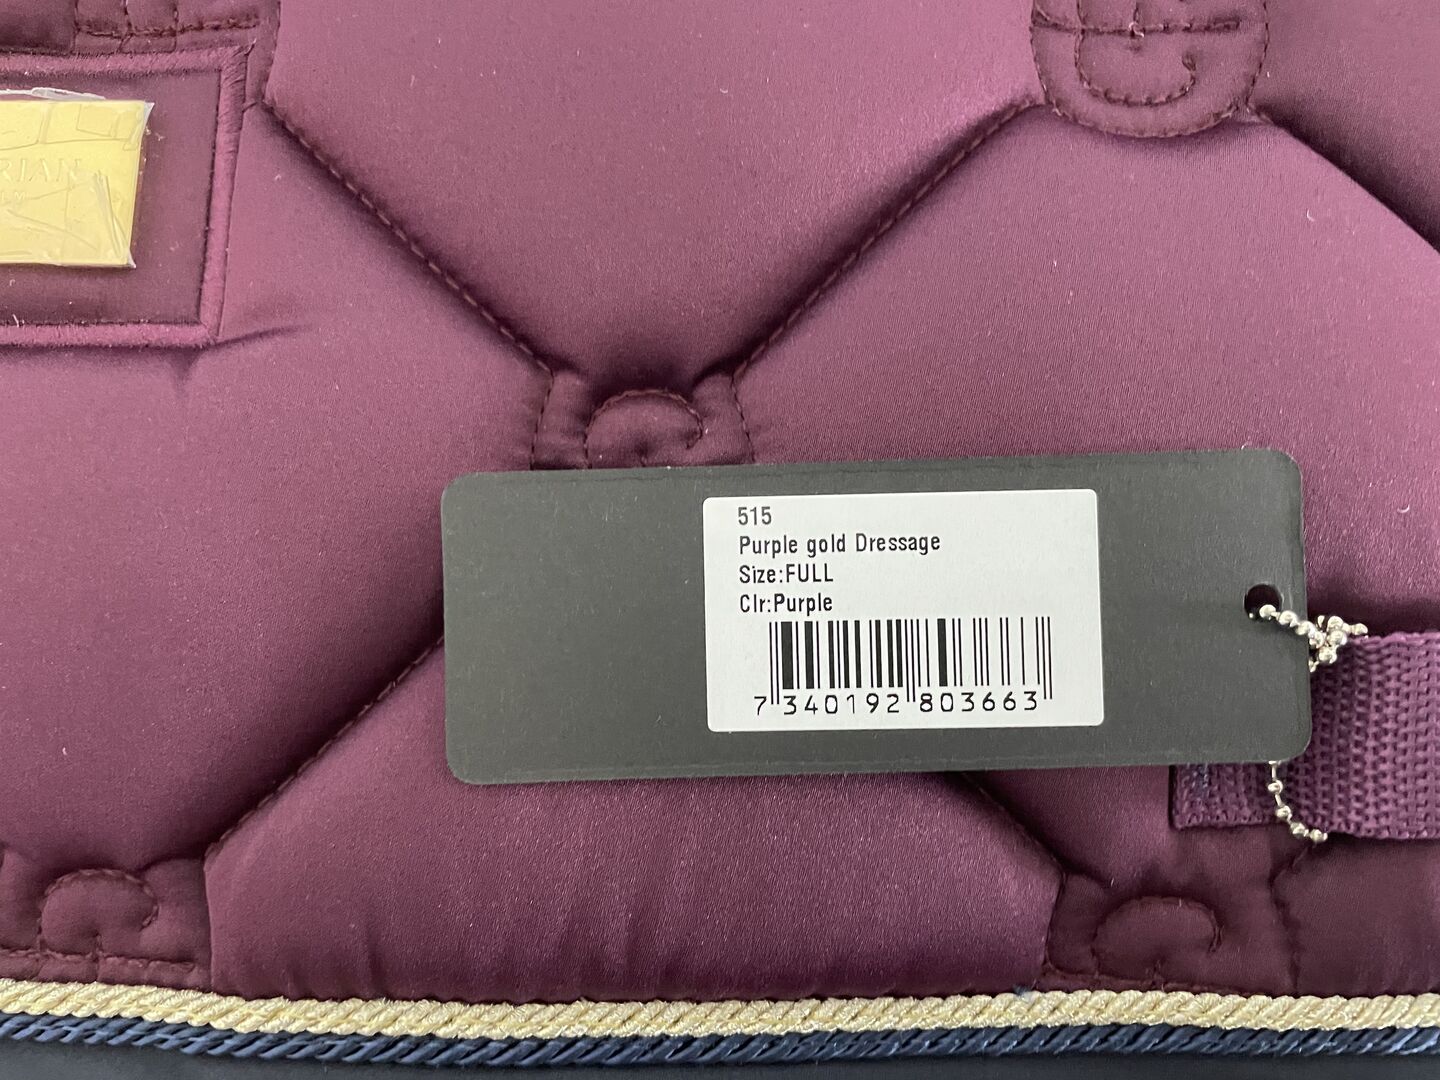 515
Purple gold Dressage
Size:FULL
Clr:Purple
7 340192 803663